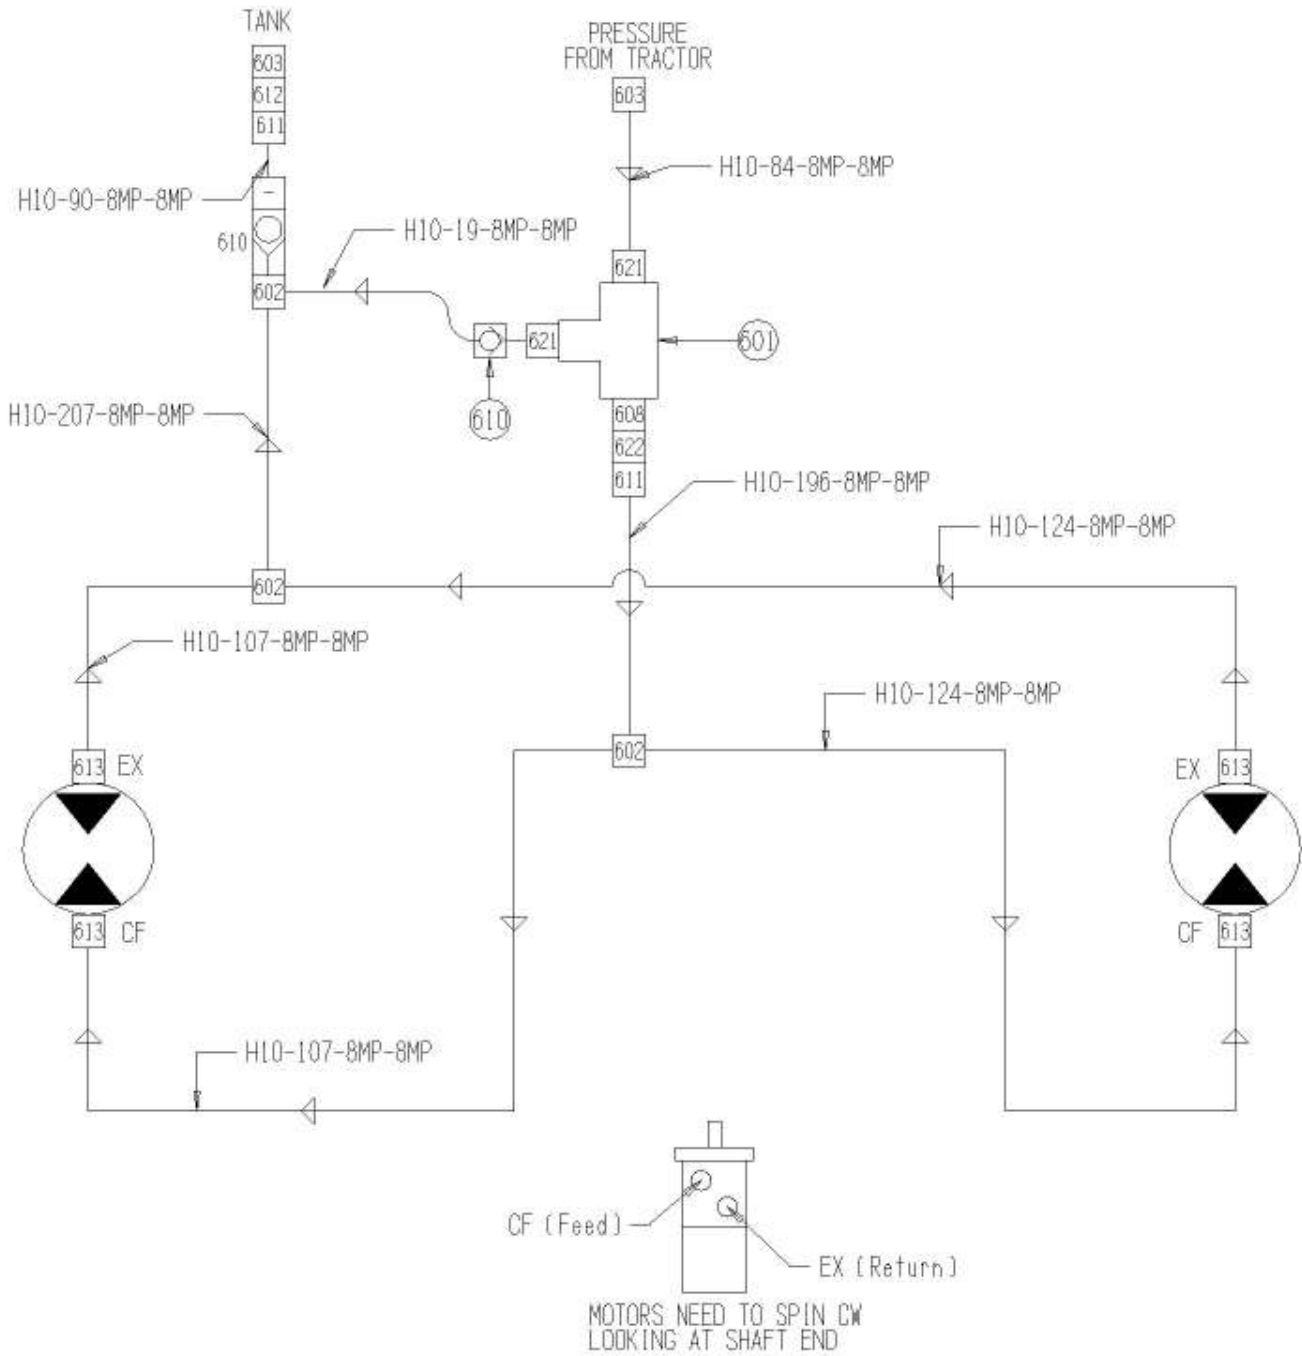 TANK
PRESSURE
FROM TRACTOR
603
612
611
603
H10-84-8MP-8MP
H10-90-8MP-8MP
-
610
H10-19-8MP-8MP
602
621
621
601
610
H10-207-8MP-8MP
608
622
611
H10-196-8MP-8MP
H10-124-8MP-8MP
602
H10-107-8MP-8MP
H10-124-8MP-8MP
602
613 EX
EX 613
613 CF
CF 613
H10-107-8MP-8MP
CF (Feed)
EX (Return)
MOTORS NEED TO SPIN CW
LOOKING AT SHAFT END